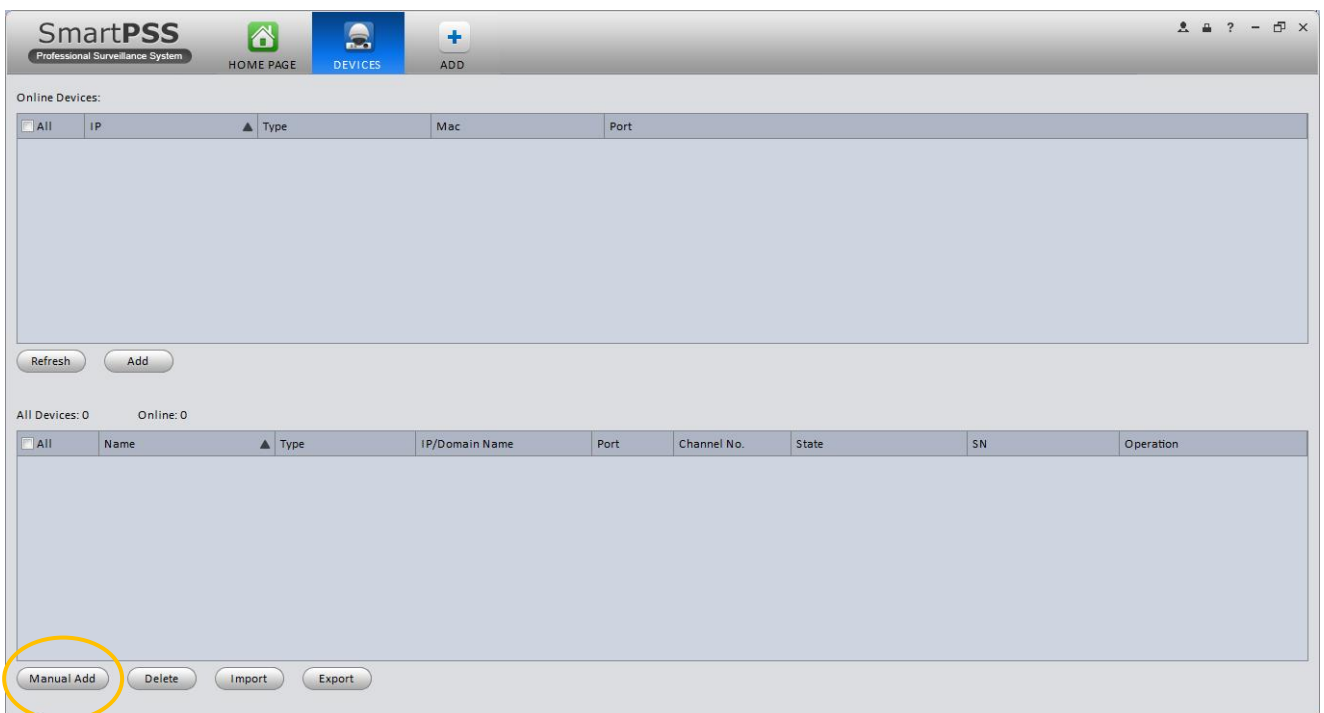 SmartPSS
Professional Surveillance System
HOME PAGE
DEVICES
ADD
?
Online Devices:
All IP Type Mac Port
Refresh Add
All Devices: 0 Online: 0
All Name Type IP/Domain Name Port Channel No. State SN Operation
Manual Add Delete Import Export